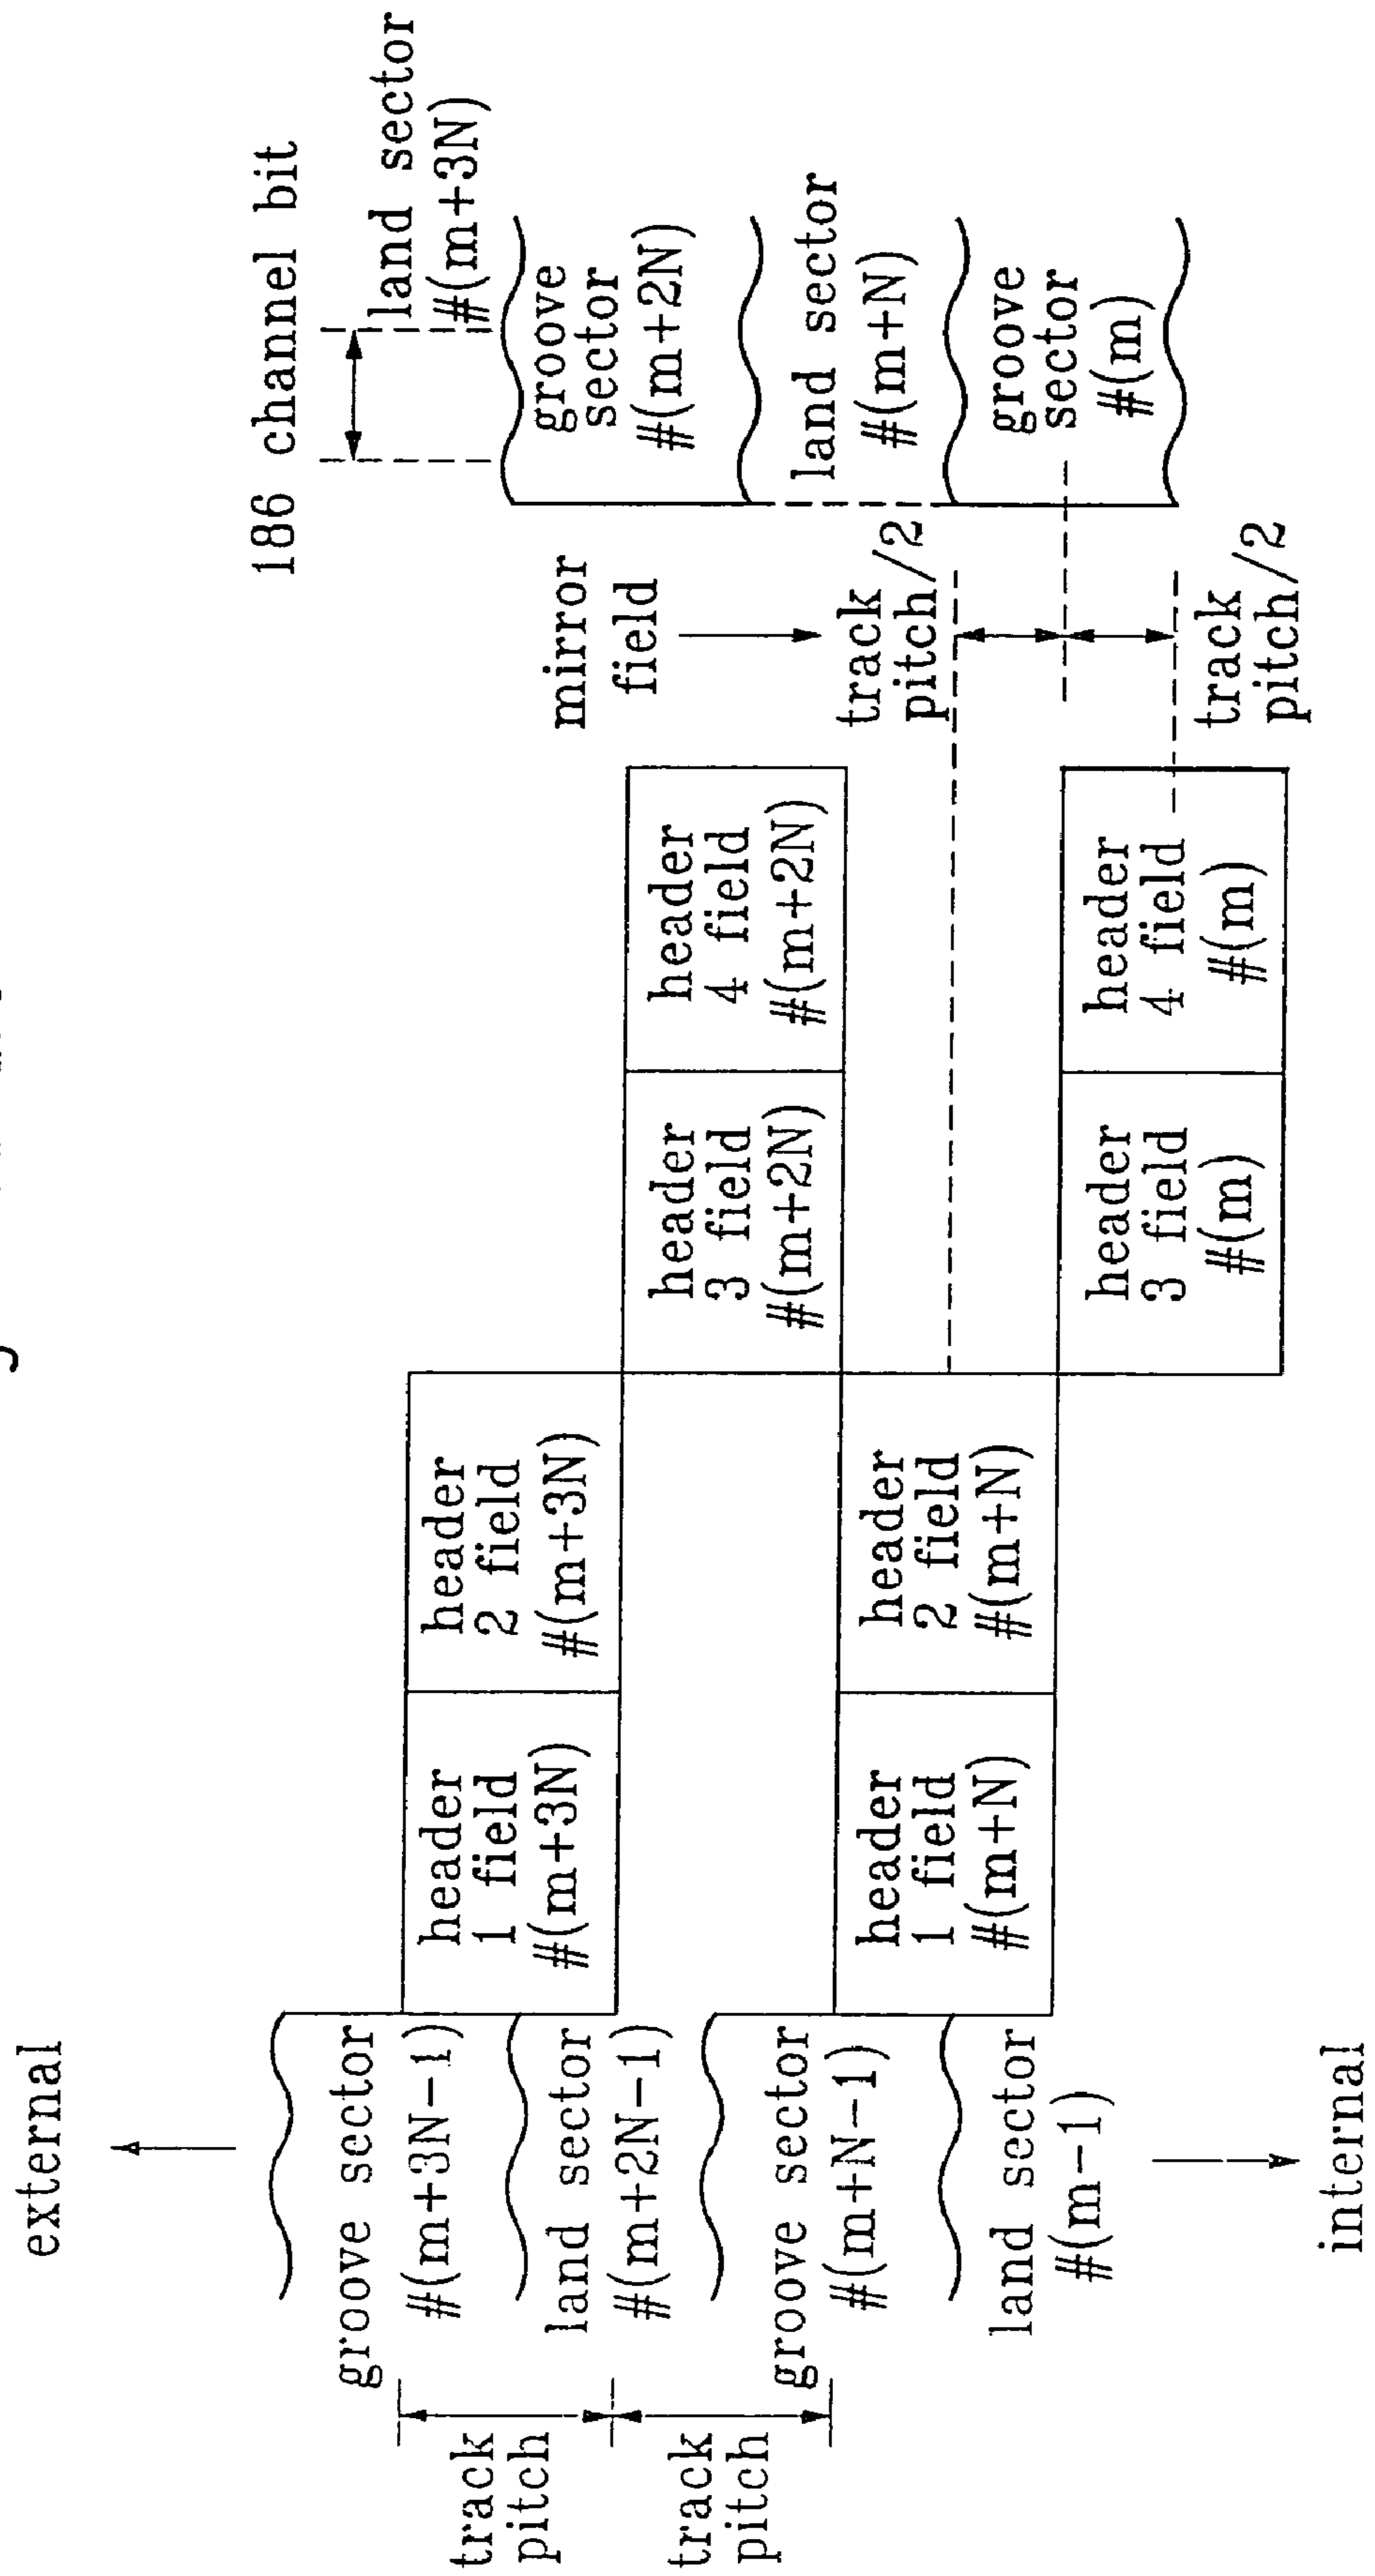 external
track
pitch
track
pitch
groove sector
#(m+3N-1)
land sector
#(m+2N-1)
groove sector
#(m+N-1)
land sector
#(m-1)
internal
header
1 field
#(m+3N)
header
2 field
#(m+3N)
header
1 field
#(m+N)
header
2 field
#(m+N)
header
3 field
#(m+2N)
header
4 field
#(m+2N)
header
3 field
#(m)
header
4 field
#(m)
mirror
field
track
pitch/2
track
pitch/2
186 channel bit
land sector
#(m+3N)
groove
sector
#(m+2N)
land sector
#(m+N)
groove
sector
#(m)